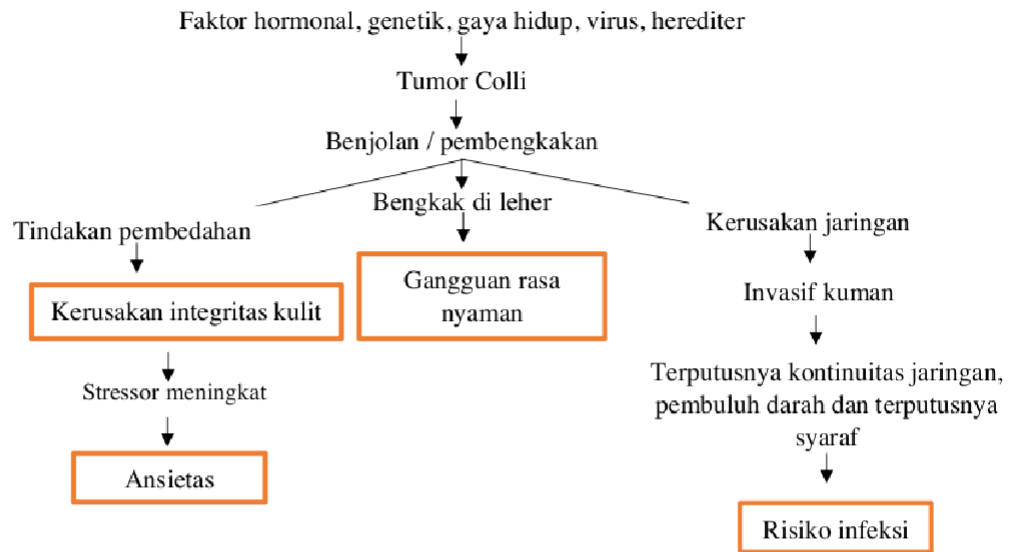 Faktor hormonal, genetik, gaya hidup, virus, herediter
Tumor Colli
Benjolan / pembengkakan
Tindakan pembedahan
Kerusakan integritas kulit
Stressor meningkat
Ansietas
Bengkak di leher
Gangguan rasa
nyaman
Kerusakan jaringan
Invasif kuman
Terputusnya kontinuitas jaringan,
pembuluh darah dan terputusnya
syaraf
Risiko infeksi